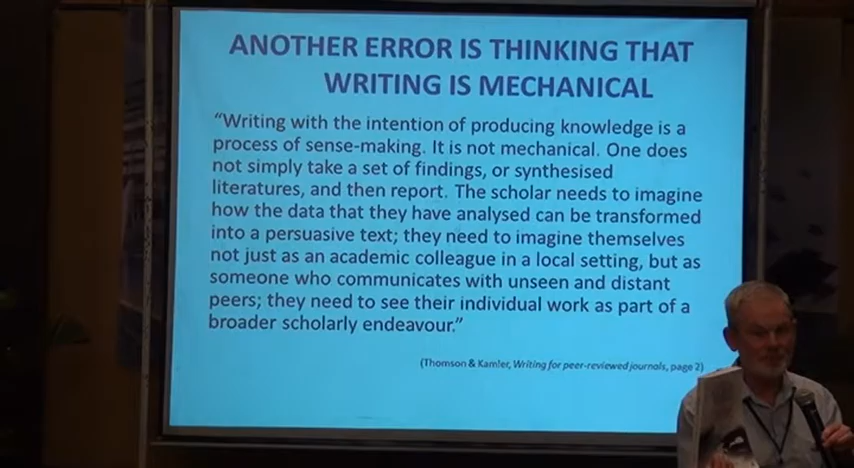 ANOTHER ERROR IS THINKING THAT
WRITING IS MECHANICAL
“Writing with the intention of producing knowledge is a
process of sense-making. It is not mechanical. One does
not simply take a set of findings, or synthesised
literatures, and then report. The scholar needs to imagine
how the data that they have analysed can be transformed
into a persuasive text; they need to imagine themselves
not just as an academic colleague in a local setting, but as
someone who communicates with unseen and distant
peers; they need to see their individual work as part of a
broader scholarly endeavour.”
(Thomson & Kamler, Writing for peer-reviewed journals, page 2)